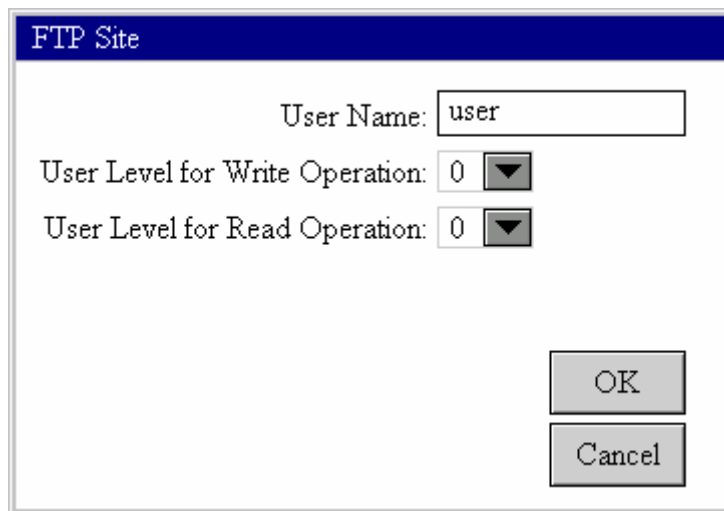 FTP Site
User Name: user
User Level for Write Operation: 0
User Level for Read Operation: 0
OK
Cancel